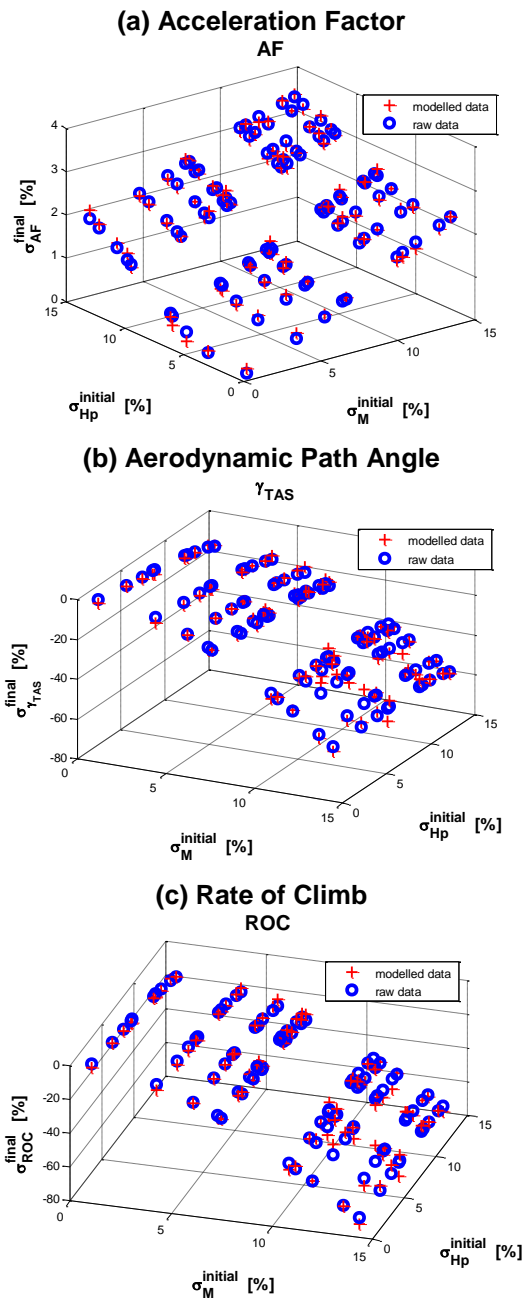 (a) Acceleration Factor
AF
+ modelled data
o raw data
4
3
2
1
0
σ_AF^final [%]
15
10
5
0
σ_Hp^initial [%]
0
5
10
15
σ_M^initial [%]
(b) Aerodynamic Path Angle
γ_TAS
+ modelled data
o raw data
0
-20
-40
-60
-80
σ_γTAS^final [%]
0
5
10
15
σ_M^initial [%]
0
5
10
15
σ_Hp^initial [%]
(c) Rate of Climb
ROC
+ modelled data
o raw data
0
-20
-40
-60
-80
σ_ROC^final [%]
0
5
10
15
σ_M^initial [%]
0
5
10
15
σ_Hp^initial [%]